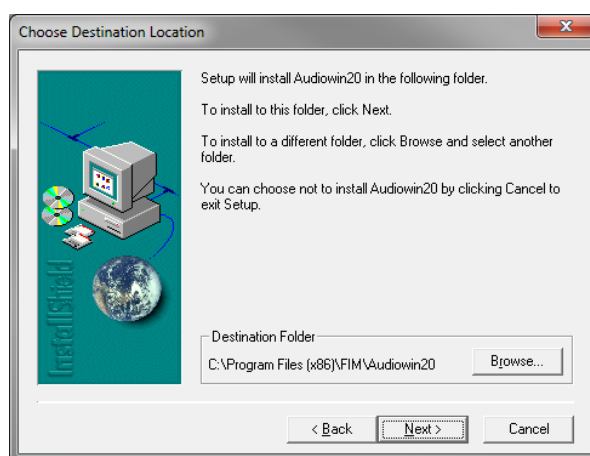 Choose Destination Location
Setup will install Audiowin20 in the following folder.
To install to this folder, click Next.
To install to a different folder, click Browse and select another
folder.
You can choose not to install Audiowin20 by clicking Cancel to
exit Setup.
InstallShield
Destination Folder
C:\Program Files (x86)\FIM\Audiowin20
Browse...
< Back
Next >
Cancel